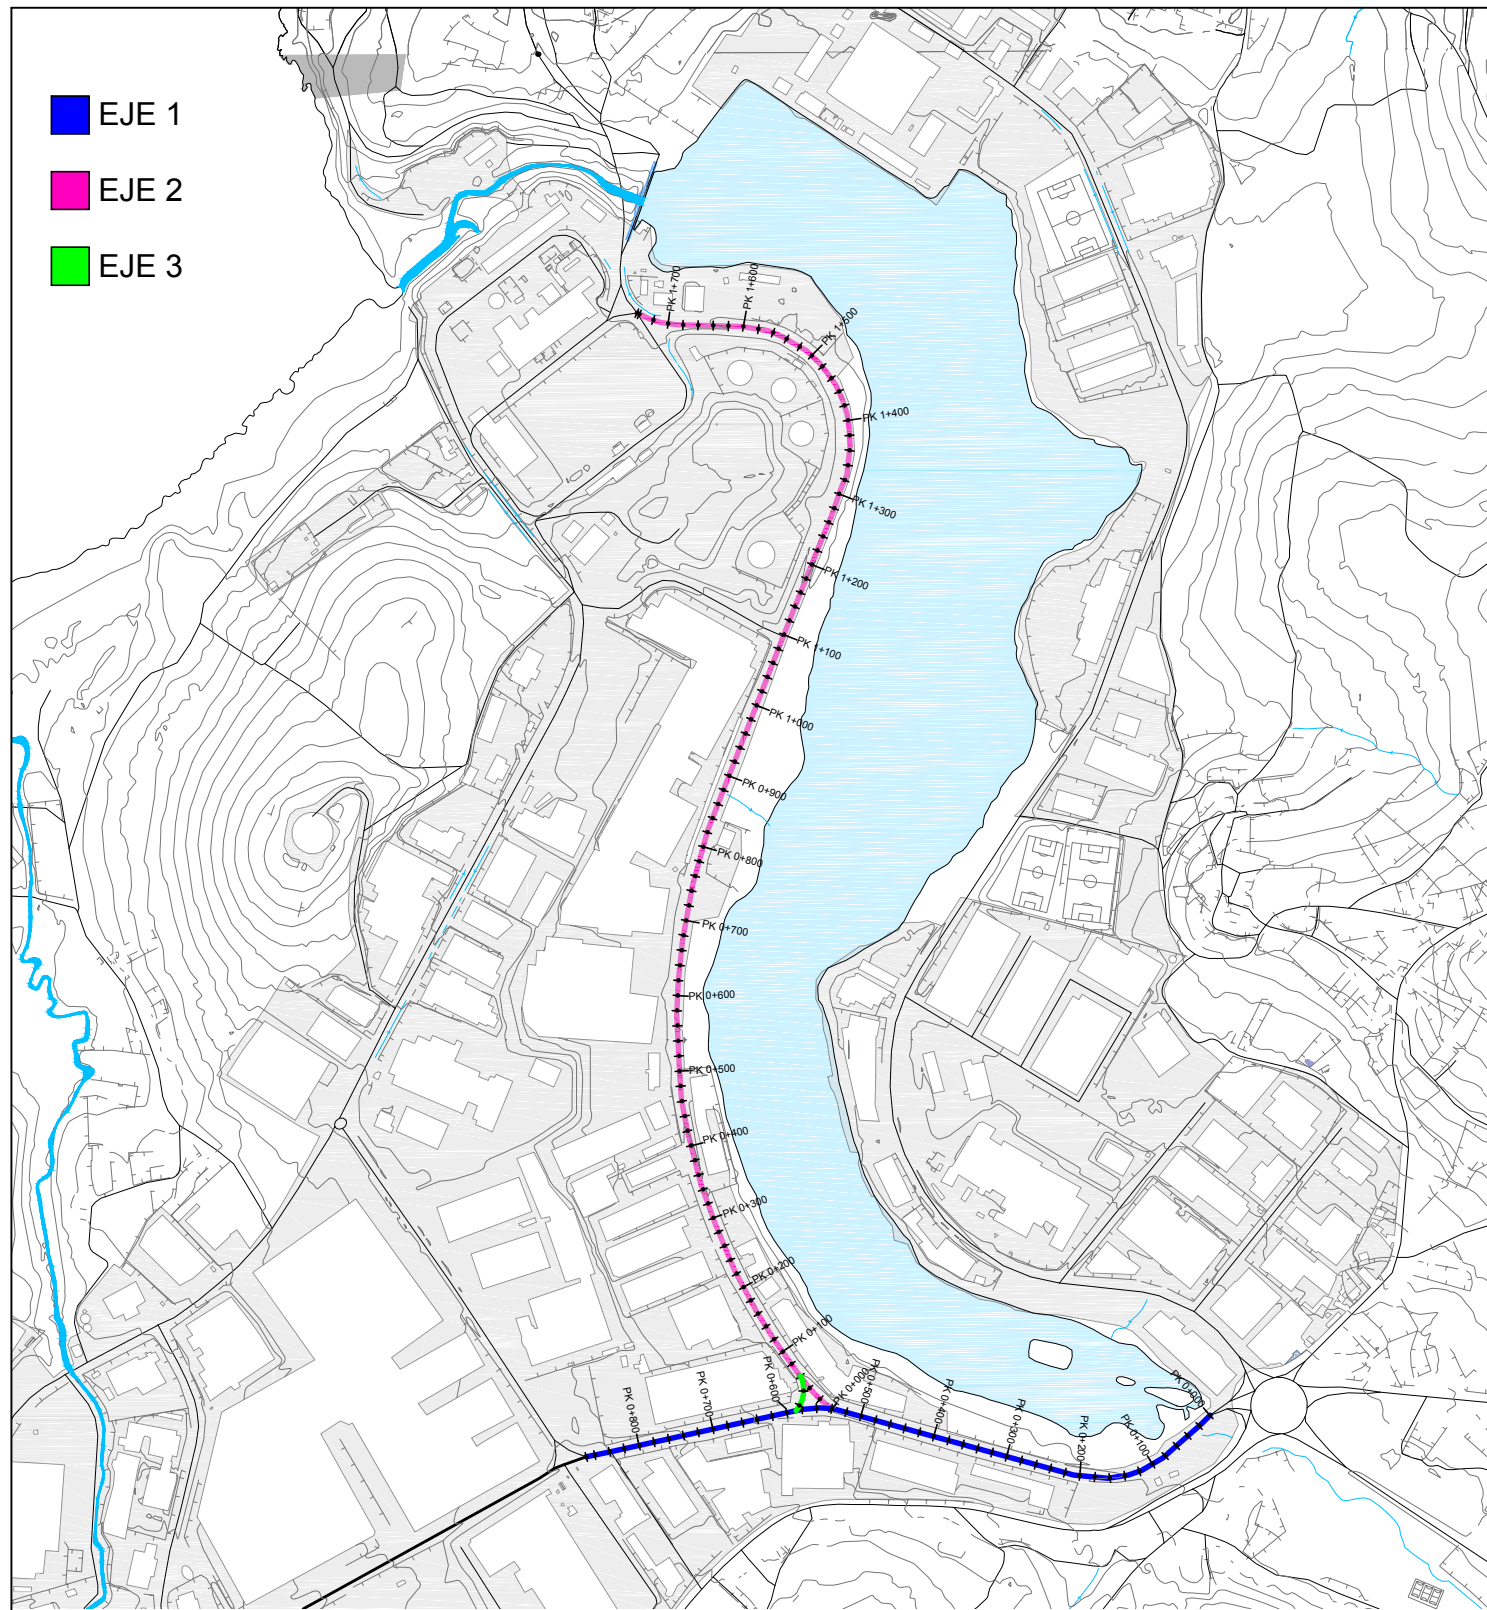 EJE 1
EJE 2
EJE 3
PK 1+700
PK 1+600
PK 1+500
PK 1+400
PK 1+300
PK 1+200
PK 1+100
PK 1+000
PK 0+900
PK 0+800
PK 0+700
PK 0+600
PK 0+500
PK 0+400
PK 0+300
PK 0+200
PK 0+100
PK 0+000
PK 0+800
PK 0+700
PK 0+600
PK 0+500
PK 0+400
PK 0+300
PK 0+200
PK 0+100
PK 0+000